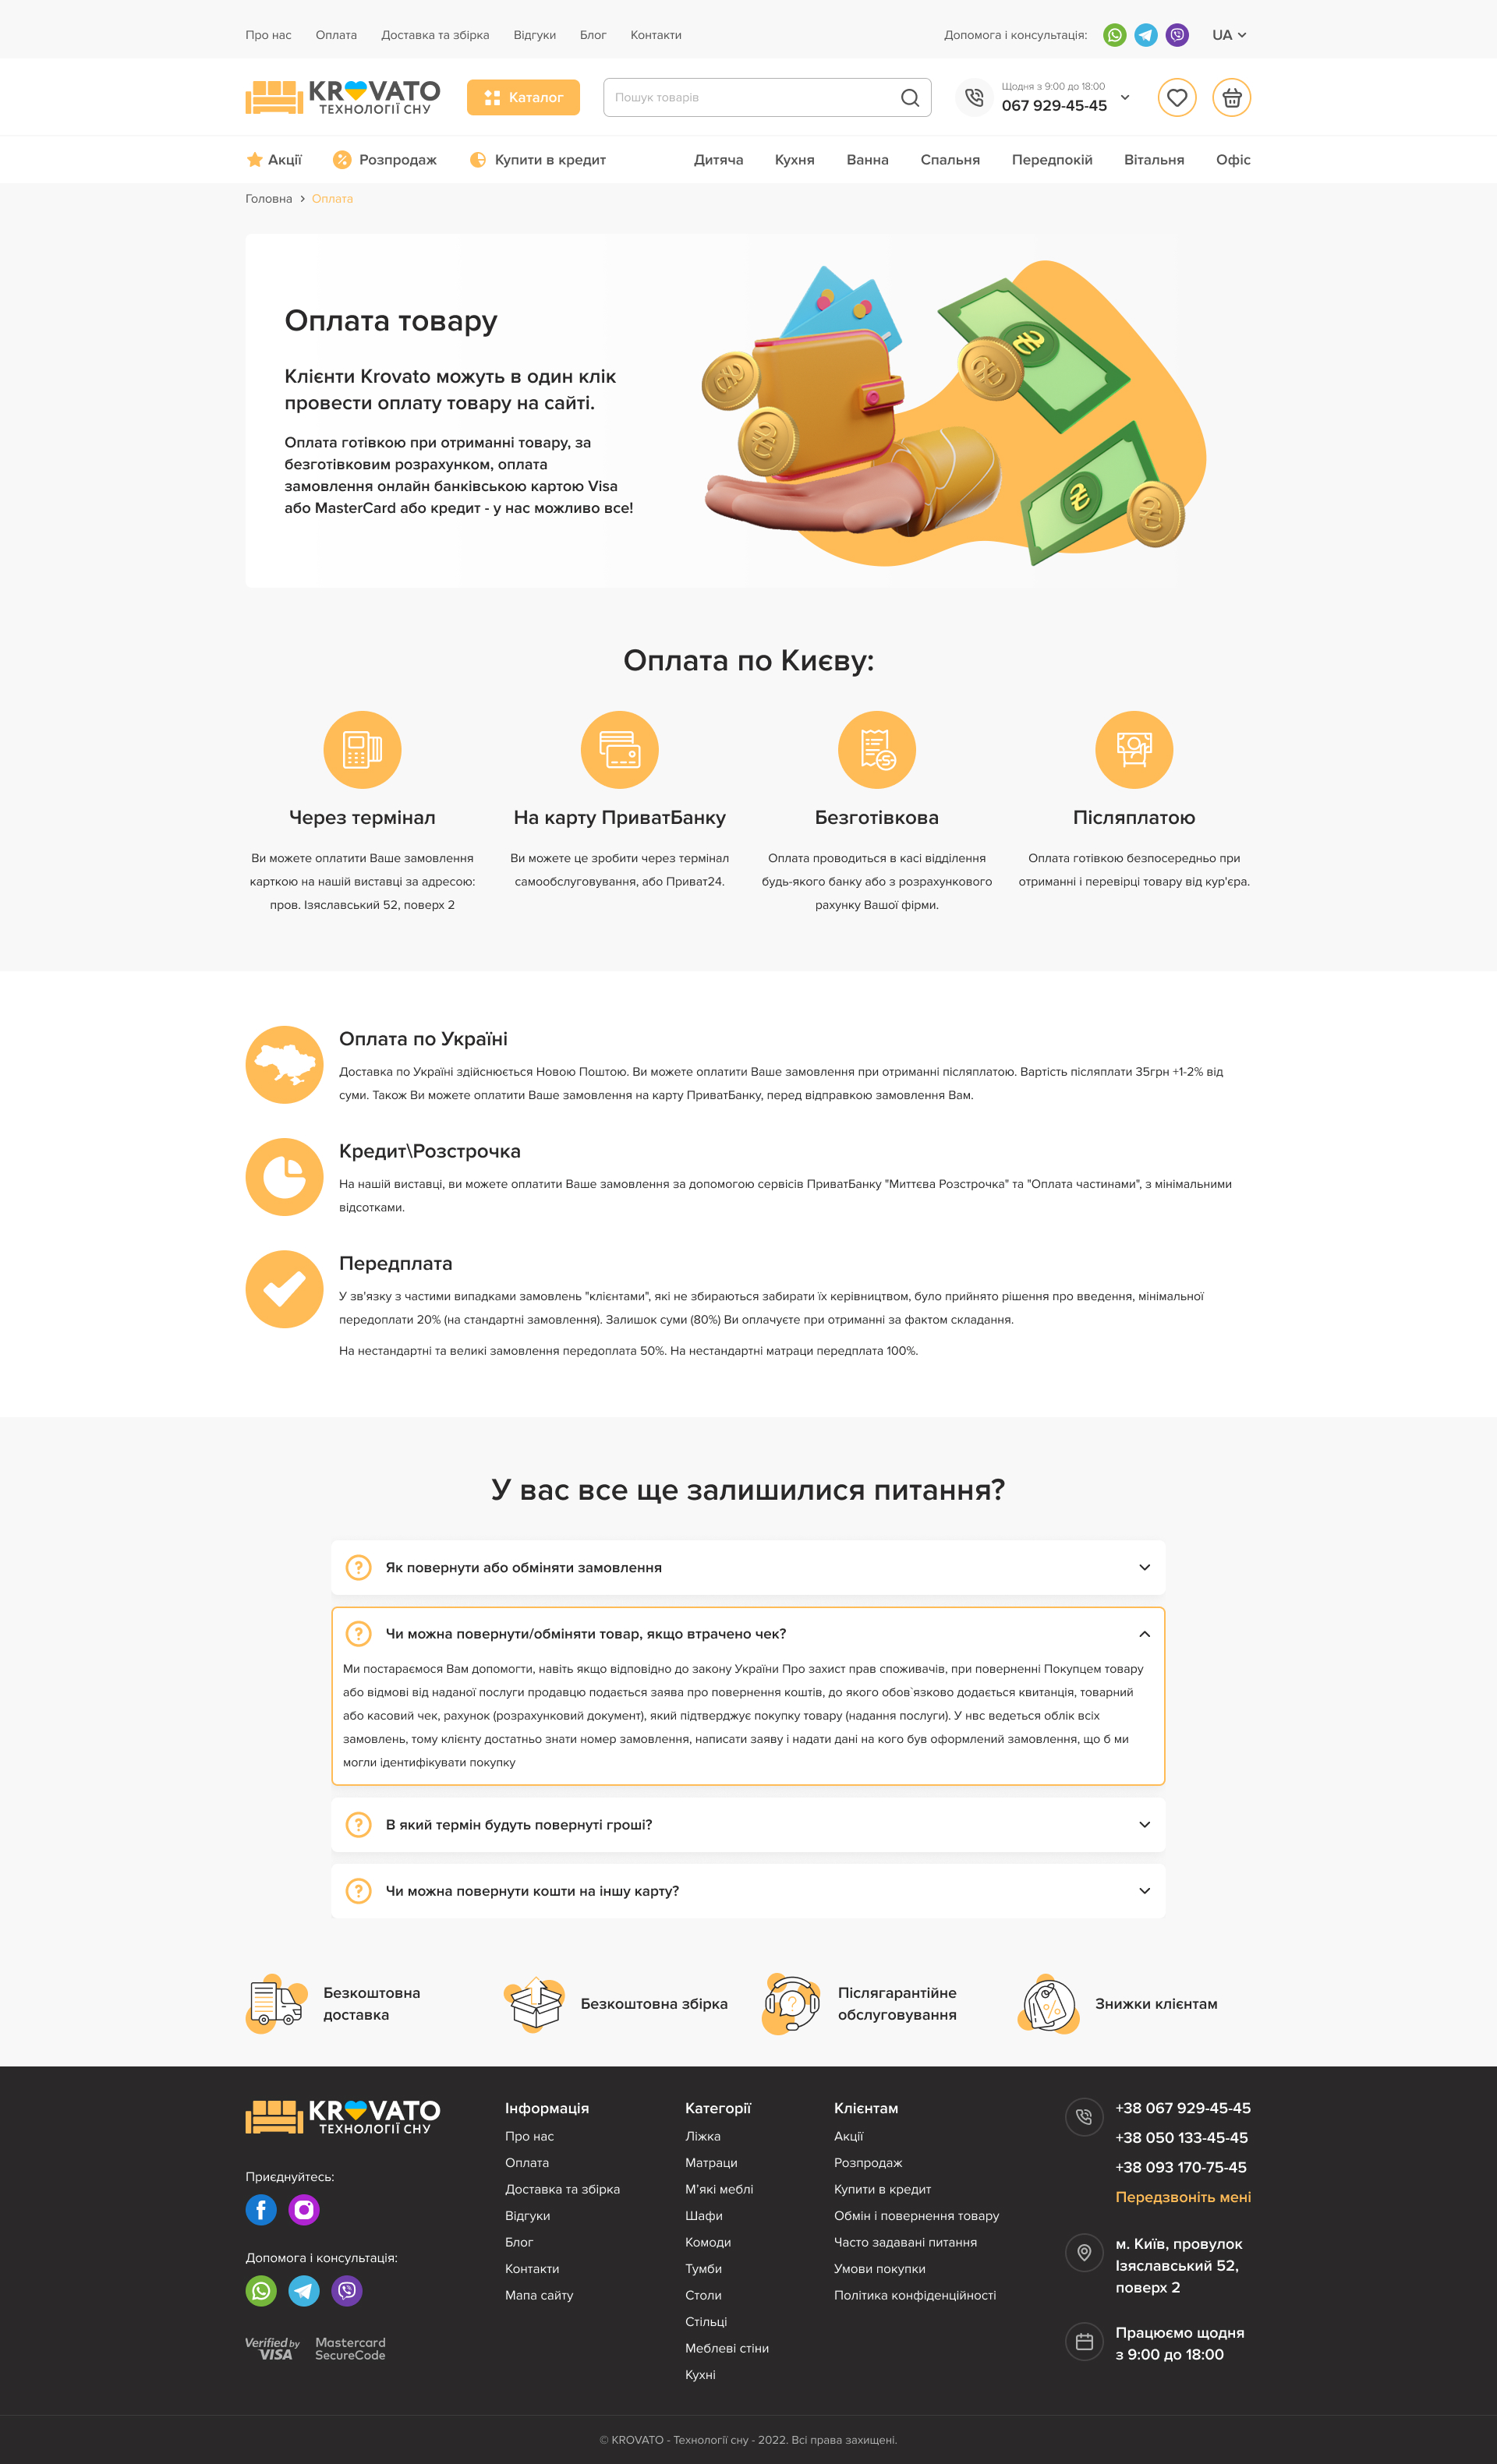 Про нас
Оплата
Доставка та збірка
Відгуки
Блог
Контакти
Допомога і консультація:
UA
KROVATO
ТЕХНОЛОГІЇ СНУ
Каталог
Пошук товарів
Щодня з 9:00 до 18:00
067 929-45-45
Акції
Розпродаж
Купити в кредит
Дитяча
Кухня
Ванна
Спальня
Передпокій
Вітальня
Офіс
Головна
Оплата
Оплата товару
Клієнти Krovato можуть в один клік
провести оплату товару на сайті.
Оплата готівкою при отриманні товару, за
безготівковим розрахунком, оплата
замовлення онлайн банківською картою Visa
або MasterCard або кредит - у нас можливо все!
Оплата по Києву:
Через термінал
Ви можете оплатити Ваше замовлення
карткою на нашій виставці за адресою:
пров. Ізяславський 52, поверх 2
На карту ПриватБанку
Ви можете це зробити через термінал
самообслуговування, або Приват24.
Безготівкова
Оплата проводиться в касі відділення
будь-якого банку або з розрахункового
рахунку Вашої фірми.
Післяплатою
Оплата готівкою безпосередньо при
отриманні і перевірці товару від кур'єра.
Оплата по Україні
Доставка по Україні здійснюється Новою Поштою. Ви можете оплатити Ваше замовлення при отриманні післяплатою. Вартість післяплати 35грн +1-2% від
суми. Також Ви можете оплатити Ваше замовлення на карту ПриватБанку, перед відправкою замовлення Вам.
Кредит\Розстрочка
На нашій виставці, ви можете оплатити Ваше замовлення за допомогою сервісів ПриватБанку "Миттєва Розстрочка" та "Оплата частинами", з мінімальними
відсотками.
Передплата
У зв'язку з частими випадками замовлень "клієнтами", які не збираються забирати їх керівництвом, було прийнято рішення про введення, мінімальної
передоплати 20% (на стандартні замовлення). Залишок суми (80%) Ви оплачуєте при отриманні за фактом складання.
На нестандартні та великі замовлення передоплата 50%. На нестандартні матраци передплата 100%.
У вас все ще залишилися питання?
Як повернути або обміняти замовлення
Чи можна повернути/обміняти товар, якщо втрачено чек?
Ми постараємося Вам допомогти, навіть якщо відповідно до закону України Про захист прав споживачів, при поверненні Покупцем товару
або відмові від наданої послуги продавцю подається заява про повернення коштів, до якого обов`язково додається квитанція, товарний
або касовий чек, рахунок (розрахунковий документ), який підтверджує покупку товару (надання послуги). У нвс ведеться облік всіх
замовлень, тому клієнту достатньо знати номер замовлення, написати заяву і надати дані на кого був оформлений замовлення, що б ми
могли ідентифікувати покупку
В який термін будуть повернуті гроші?
Чи можна повернути кошти на іншу карту?
Безкоштовна
доставка
Безкоштовна збірка
Післягарантійне
обслуговування
Знижки клієнтам
KROVATO
ТЕХНОЛОГІЇ СНУ
Приєднуйтесь:
Допомога і консультація:
Verified by
VISA
Mastercard
SecureCode
Інформація
Про нас
Оплата
Доставка та збірка
Відгуки
Блог
Контакти
Мапа сайту
Категорії
Ліжка
Матраци
М'які меблі
Шафи
Комоди
Тумби
Столи
Стільці
Меблеві стіни
Кухні
Клієнтам
Акції
Розпродаж
Купити в кредит
Обмін і повернення товару
Часто задавані питання
Умови покупки
Політика конфіденційності
+38 067 929-45-45
+38 050 133-45-45
+38 093 170-75-45
Передзвоніть мені
м. Київ, провулок
Ізяславський 52,
поверх 2
Працюємо щодня
з 9:00 до 18:00
© KROVATO - Технології сну - 2022. Всі права захищені.